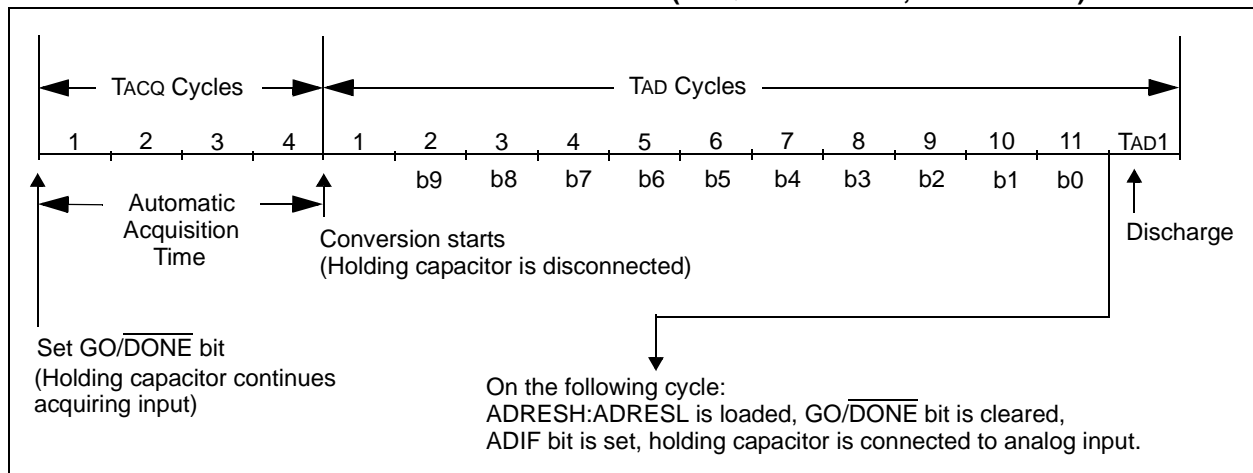 TACQ Cycles TAD Cycles
1 2 3 4 1 2 3 4 5 6 7 8 9 10 11 TAD1
b9 b8 b7 b6 b5 b4 b3 b2 b1 b0
Automatic
Acquisition
Time
Conversion starts
(Holding capacitor is disconnected)
Discharge
Set GO/DONE bit
(Holding capacitor continues
acquiring input)
On the following cycle:
ADRESH:ADRESL is loaded, GO/DONE bit is cleared,
ADIF bit is set, holding capacitor is connected to analog input.